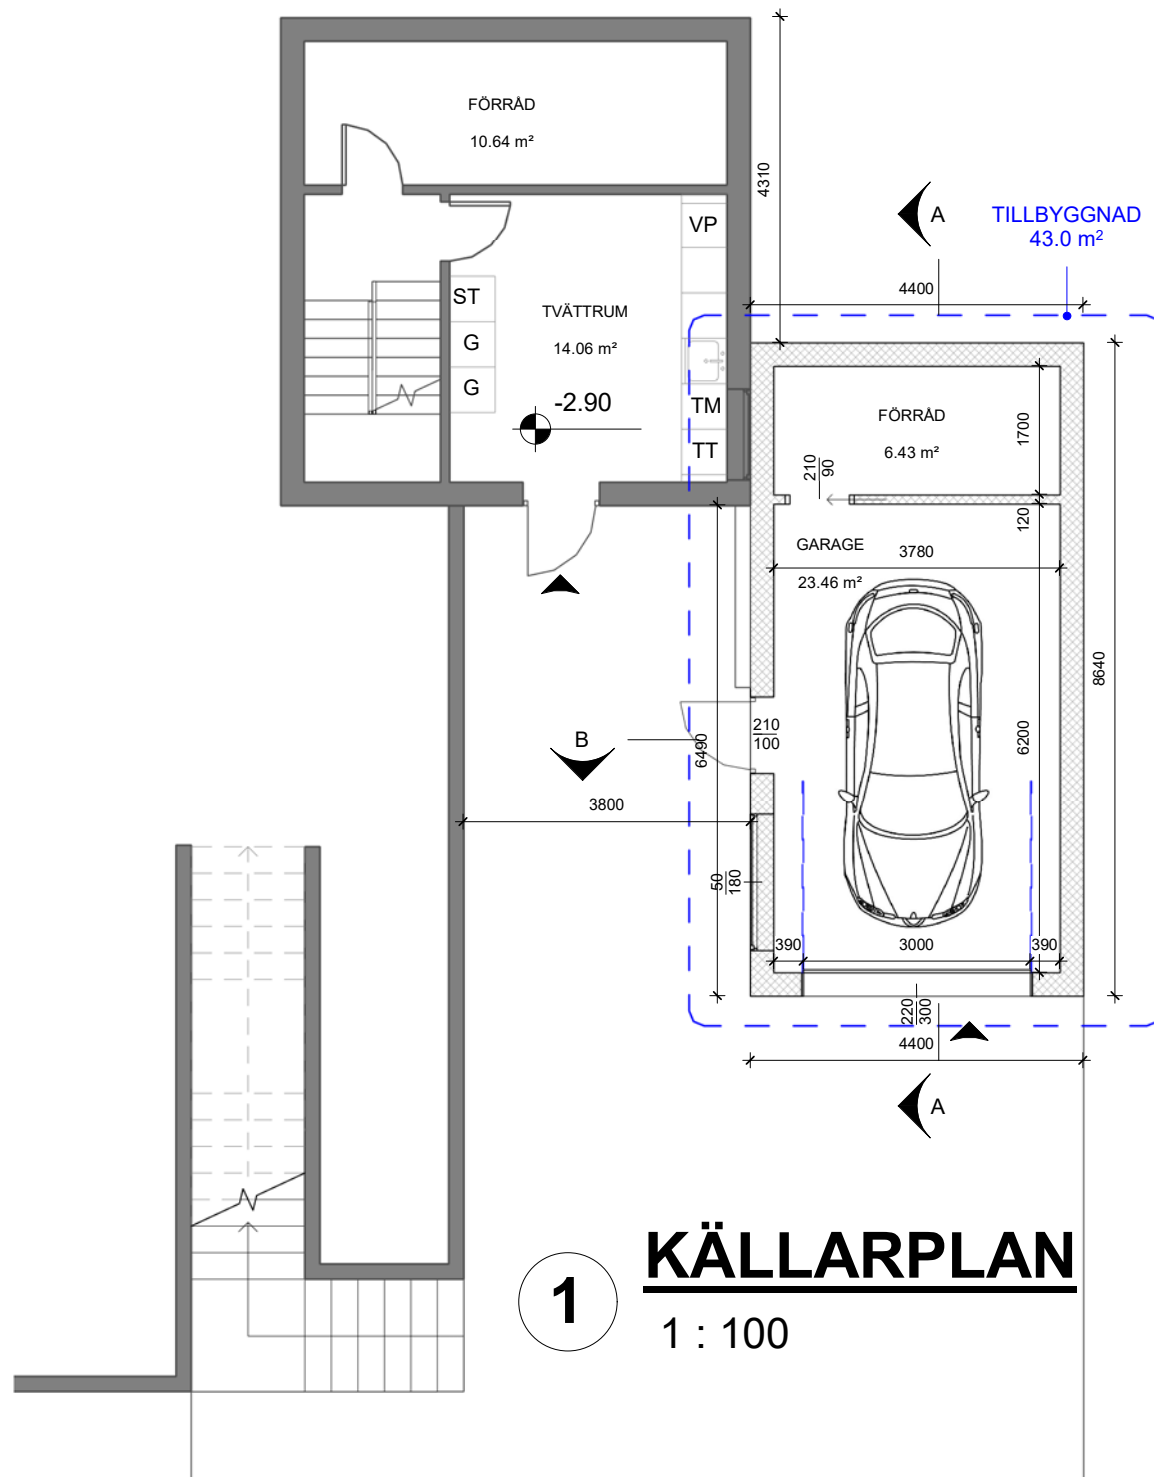 FÖRRÅD
10.64 m²
4310
A
TILLBYGGNAD
43.0 m²
4400
VP
ST
G
G
TVÄTTRUM
14.06 m²
-2.90
TM
TT
FÖRRÅD
6.43 m²
1700
210
90
120
GARAGE
3780
23.46 m²
8640
B
6490
210
100
6200
3800
50
180
390
3000
390
220
300
4400
A
1
KÄLLARPLAN
1 : 100